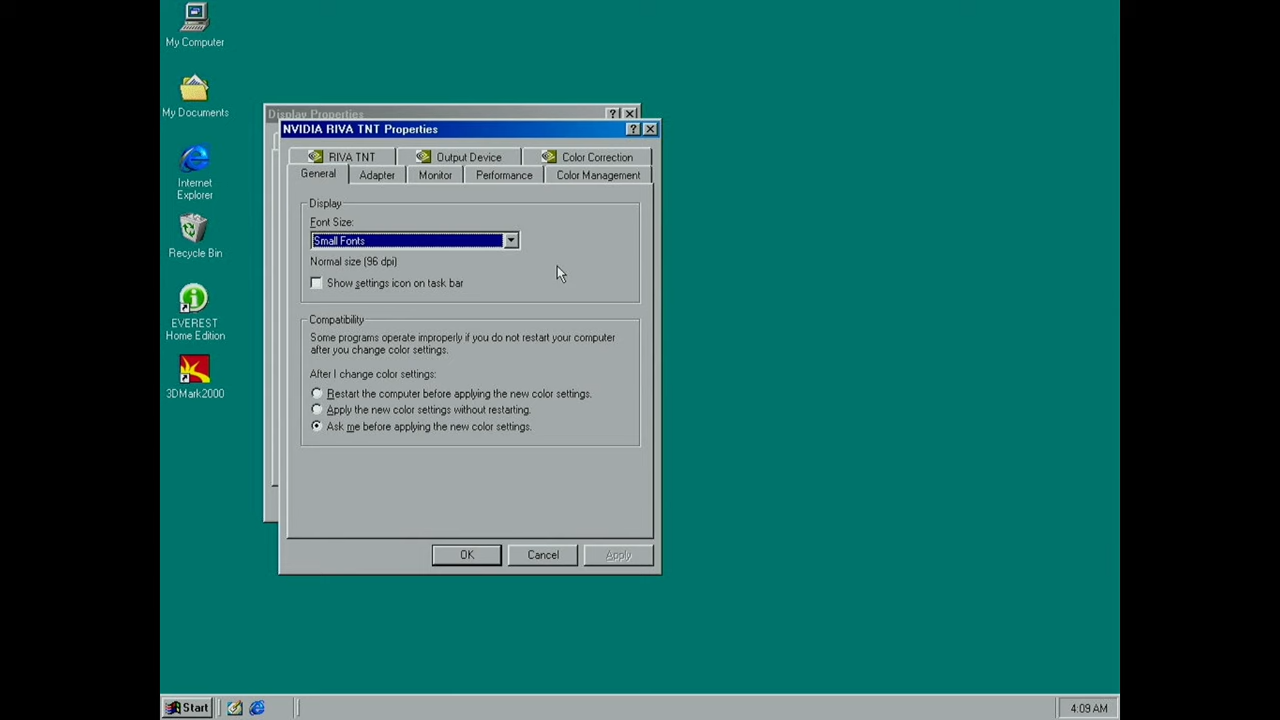 My Computer
My Documents
Internet
Explorer
Recycle Bin
EVEREST
Home Edition
3DMark2000
Display Properties
NVIDIA RIVA TNT Properties
RIVA TNT
Output Device
Color Correction
General
Adapter
Monitor
Performance
Color Management
Display
Font Size:
Small Fonts
Normal size (96 dpi)
Show settings icon on task bar
Compatibility
Some programs operate improperly if you do not restart your computer
after you change color settings.
After I change color settings:
Restart the computer before applying the new color settings.
Apply the new color settings without restarting.
Ask me before applying the new color settings.
OK
Cancel
Apply
Start
4:09 AM